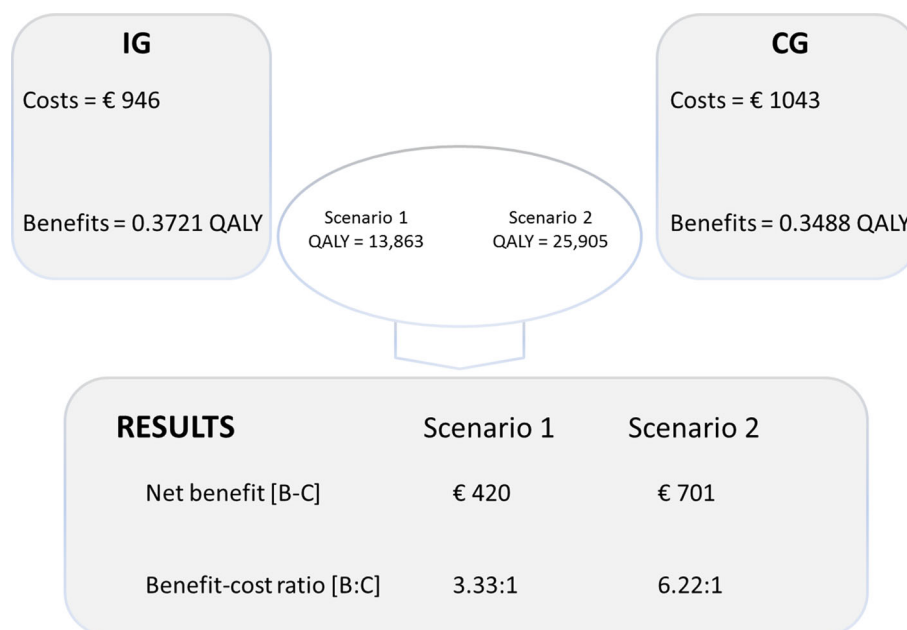 IG
Costs = € 946
Benefits = 0.3721 QALY
CG
Costs = € 1043
Benefits = 0.3488 QALY
Scenario 1
QALY = 13,863
Scenario 2
QALY = 25,905
RESULTS Scenario 1 Scenario 2
Net benefit [B-C] € 420 € 701
Benefit-cost ratio [B:C] 3.33:1 6.22:1